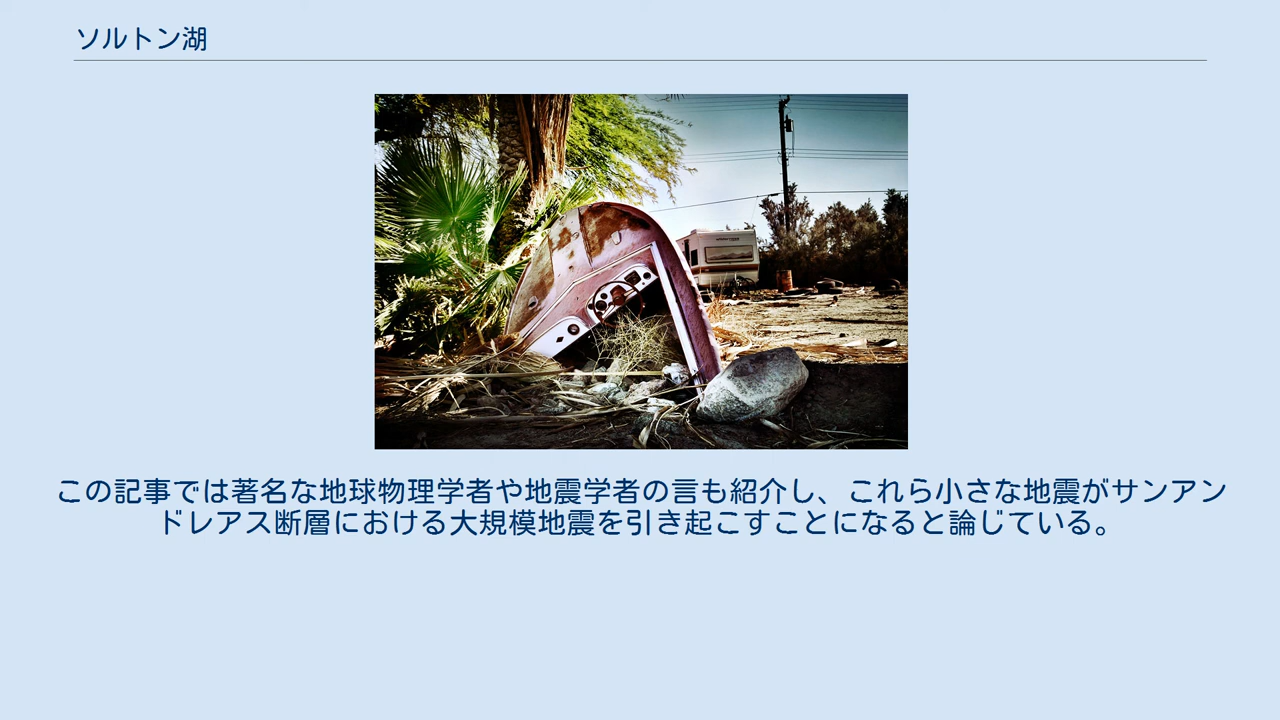 ソルトン湖
この記事では著名な地球物理学者や地震学者の言も紹介し、これら小さな地震がサンアン
ドレアス断層における大規模地震を引き起こすことになると論じている。